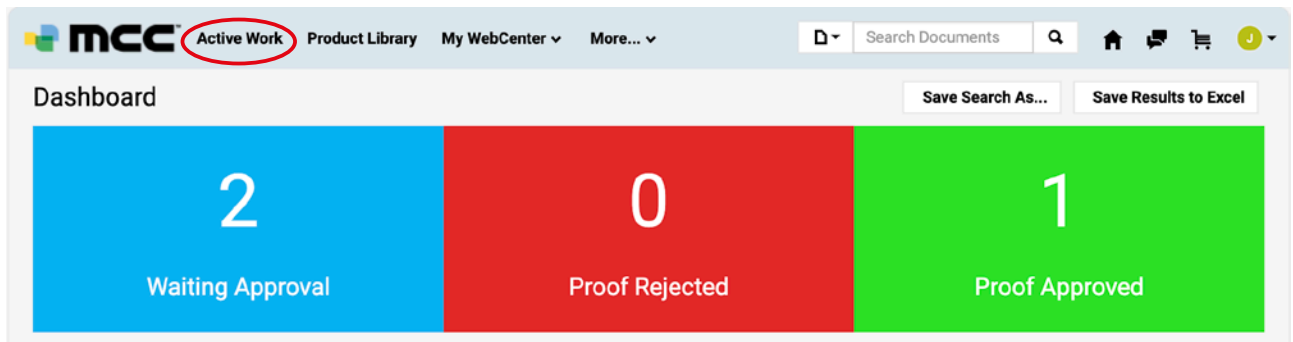 mcc Active Work Product Library My WebCenter More... Search Documents J
Dashboard Save Search As... Save Results to Excel
2 0 1
Waiting Approval Proof Rejected Proof Approved